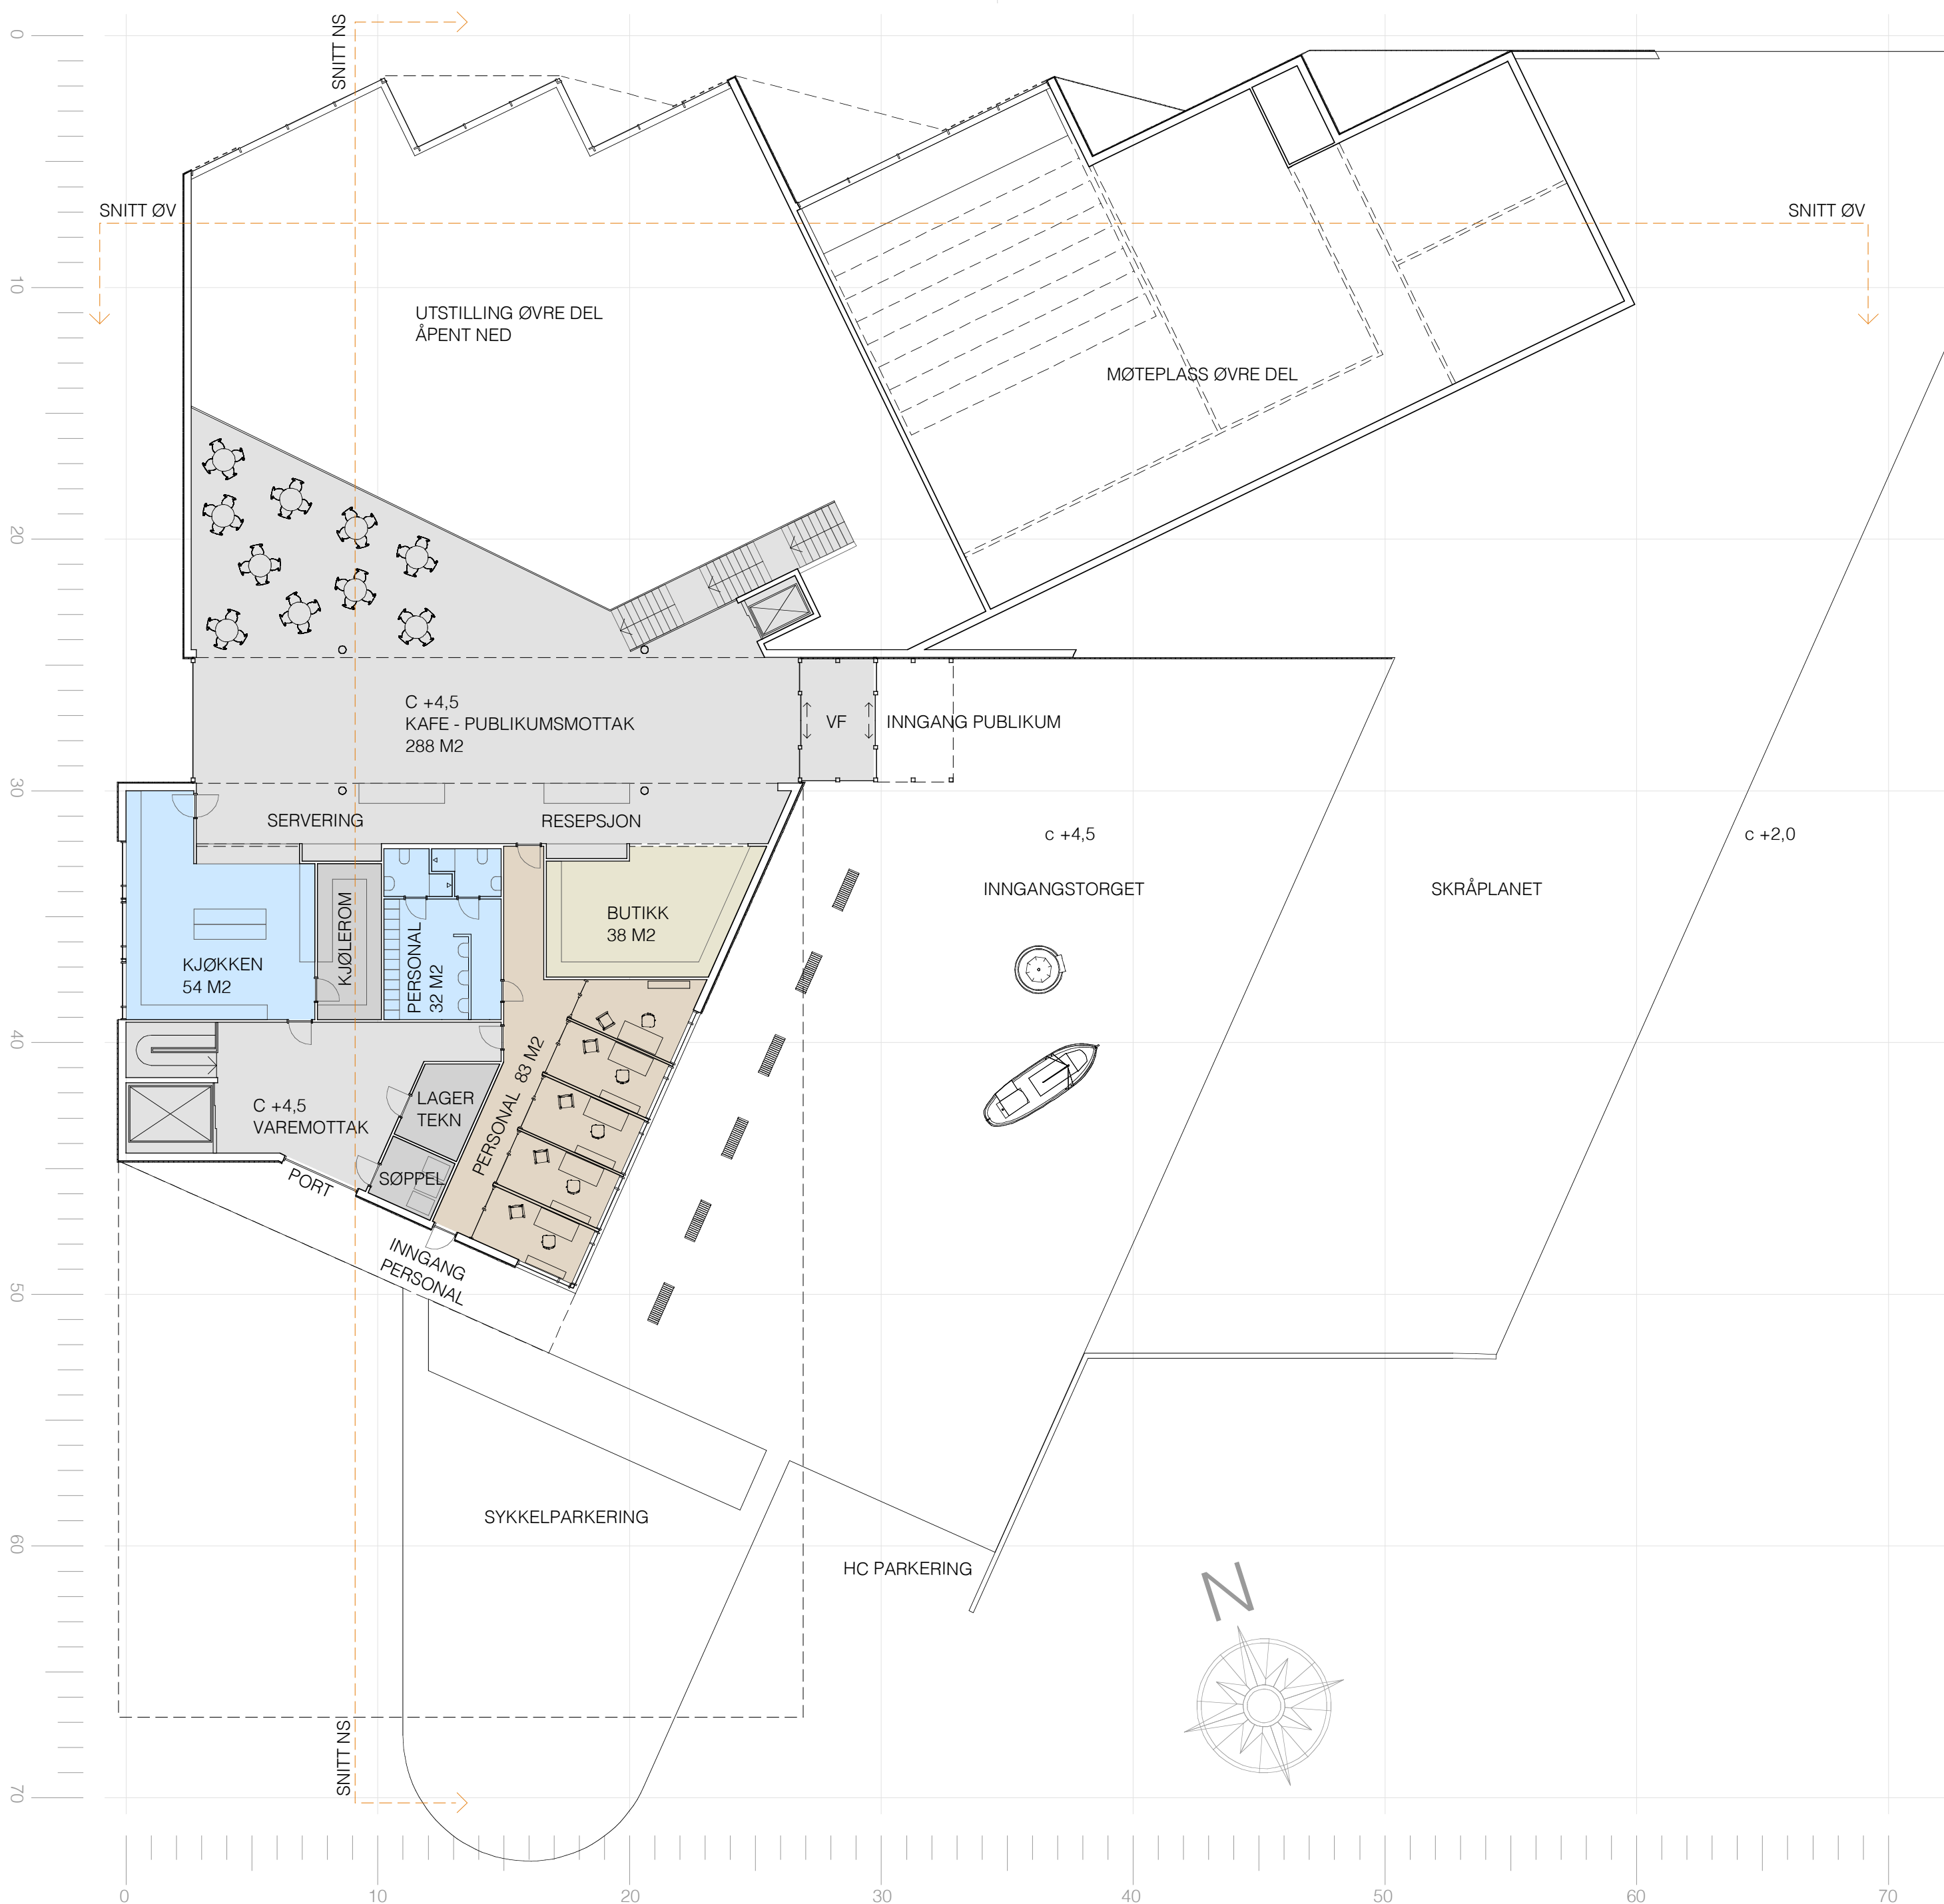 SNITT NS
0
SNITT ØV
SNITT ØV
10
UTSTILLING ØVRE DEL
ÅPENT NED
MØTEPLASS ØVRE DEL
20
C +4,5
KAFE - PUBLIKUMSMOTTAK
288 M2
VF
INNGANG PUBLIKUM
30
SERVERING
RESEPSJON
c +4,5
c +2,0
INNGANGSTORGET
SKRÅPLANET
BUTIKK
38 M2
KJØLEROM
PERSONAL
32 M2
KJØKKEN
54 M2
40
PERSONAL 83 M2
LAGER
TEKN
C +4,5
VAREMOTTAK
SØPPEL
PORT
INNGANG
PERSONAL
50
SYKKELPARKERING
60
HC PARKERING
N
SNITT NS
70
0
10
20
30
40
50
60
70